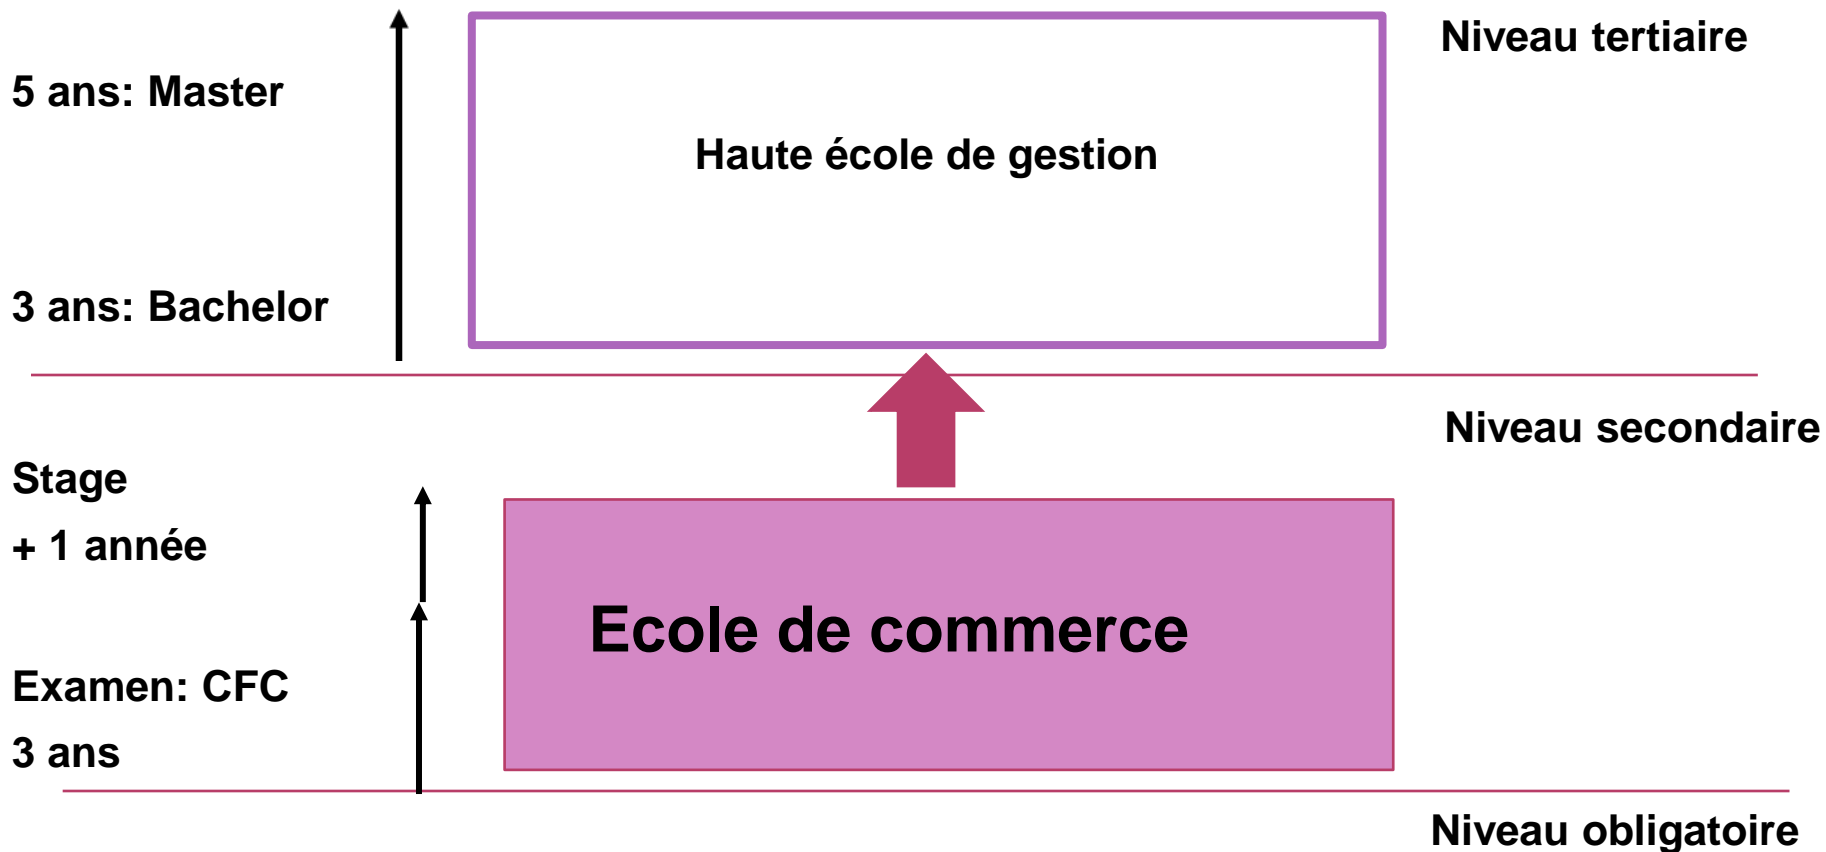 Niveau tertiaire
5 ans: Master
Haute école de gestion
3 ans: Bachelor
Niveau secondaire
Stage
+ 1 année
Ecole de commerce
Examen: CFC
3 ans
Niveau obligatoire